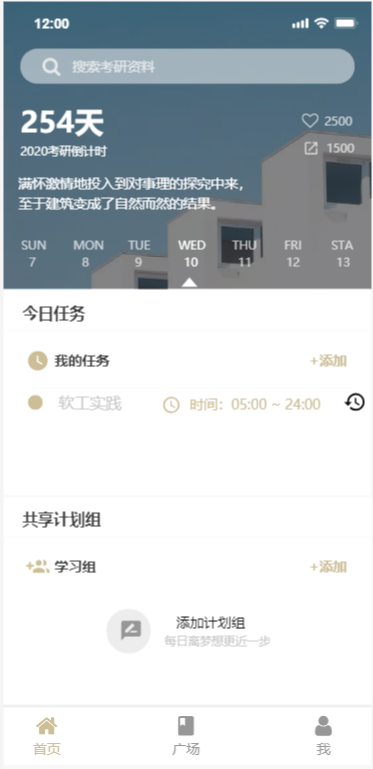 12:00
搜索考研资料
254天
2500
2020考研倒计时
1500
满怀激情地投入到对事理的探究中来，
至于建筑变成了自然而然的结果。
SUN MON TUE WED THU FRI STA
7 8 9 10 11 12 13
今日任务
我的任务 +添加
软工实践 时间：05:00 ~ 24:00
共享计划组
学习组 +添加
添加计划组
每日离梦想更近一步
首页 广场 我